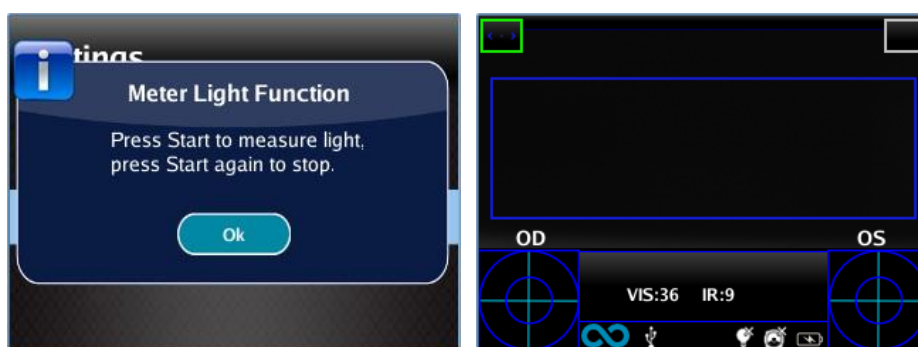 ttings
Meter Light Function
Press Start to measure light,
press Start again to stop.
Ok
OD
OS
VIS:36 IR:9